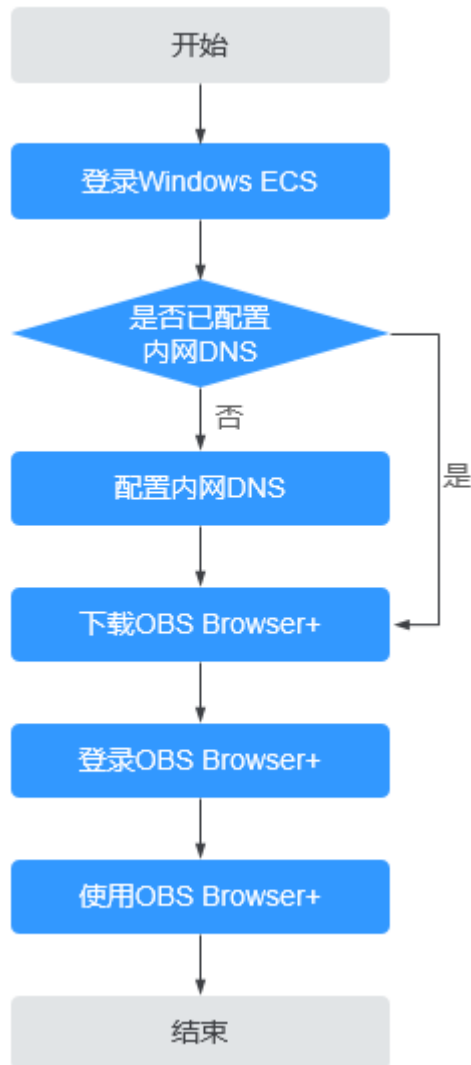 开始
登录Windows ECS
是否已配置
内网DNS
否
是
配置内网DNS
下载OBS Browser+
登录OBS Browser+
使用OBS Browser+
结束